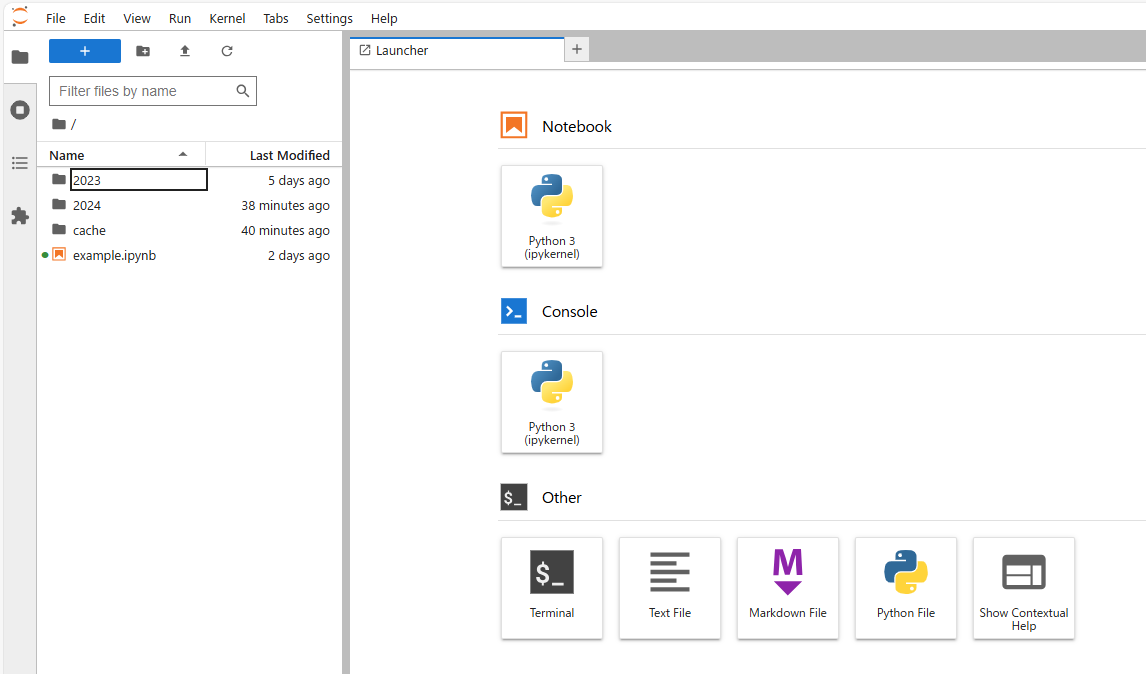 File Edit View Run Kernel Tabs Settings Help
Launcher
Filter files by name
/
Name Last Modified
2023 5 days ago
2024 38 minutes ago
cache 40 minutes ago
example.ipynb 2 days ago
Notebook
Python 3
(ipykernel)
Console
Python 3
(ipykernel)
$_ Other
$_
M
Terminal Text File Markdown File Python File Show Contextual
Help